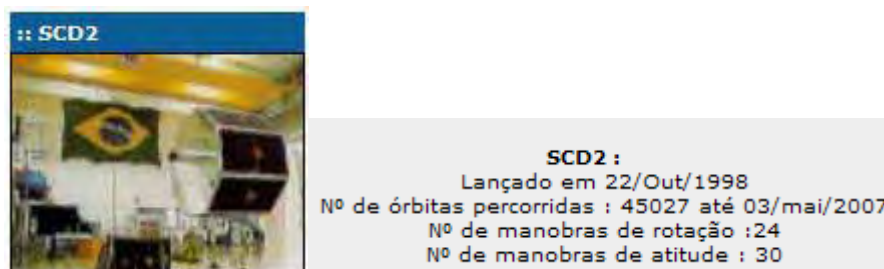 :: SCD2
SCD2 :
Lançado em 22/Out/1998
Nº de órbitas percorridas : 45027 até 03/mai/2007
Nº de manobras de rotação :24
Nº de manobras de atitude : 30